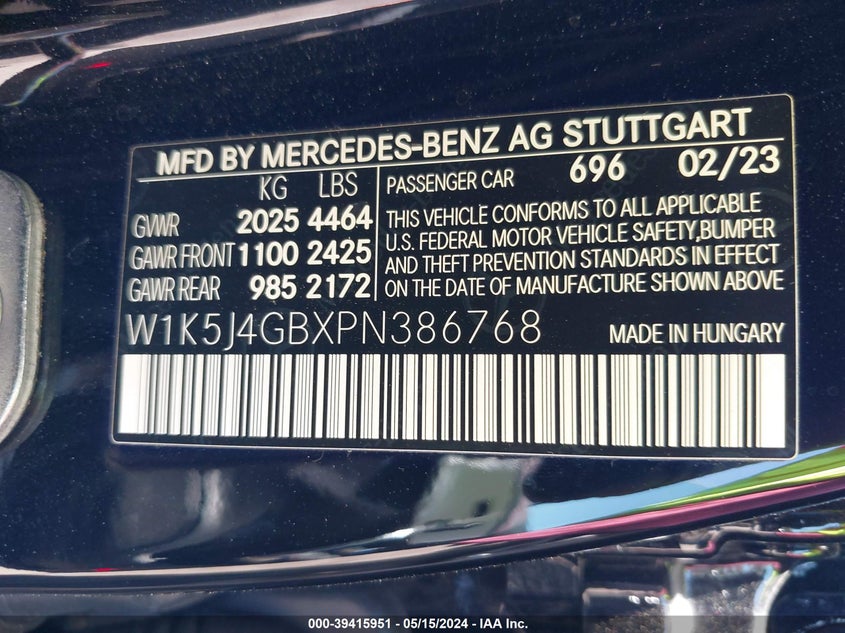 MFD BY MERCEDES-BENZ AG STUTTGART
KG LBS
GVWR 2025 4464
GAWR FRONT 1100 2425
GAWR REAR 985 2172
PASSENGER CAR 696 02/23
THIS VEHICLE CONFORMS TO ALL APPLICABLE
U.S. FEDERAL MOTOR VEHICLE SAFETY,BUMPER
AND THEFT PREVENTION STANDARDS IN EFFECT
ON THE DATE OF MANUFACTURE SHOWN ABOVE
W1K5J4GBXPN386768 MADE IN HUNGARY
000-39415951 - 05/15/2024 - IAA Inc.